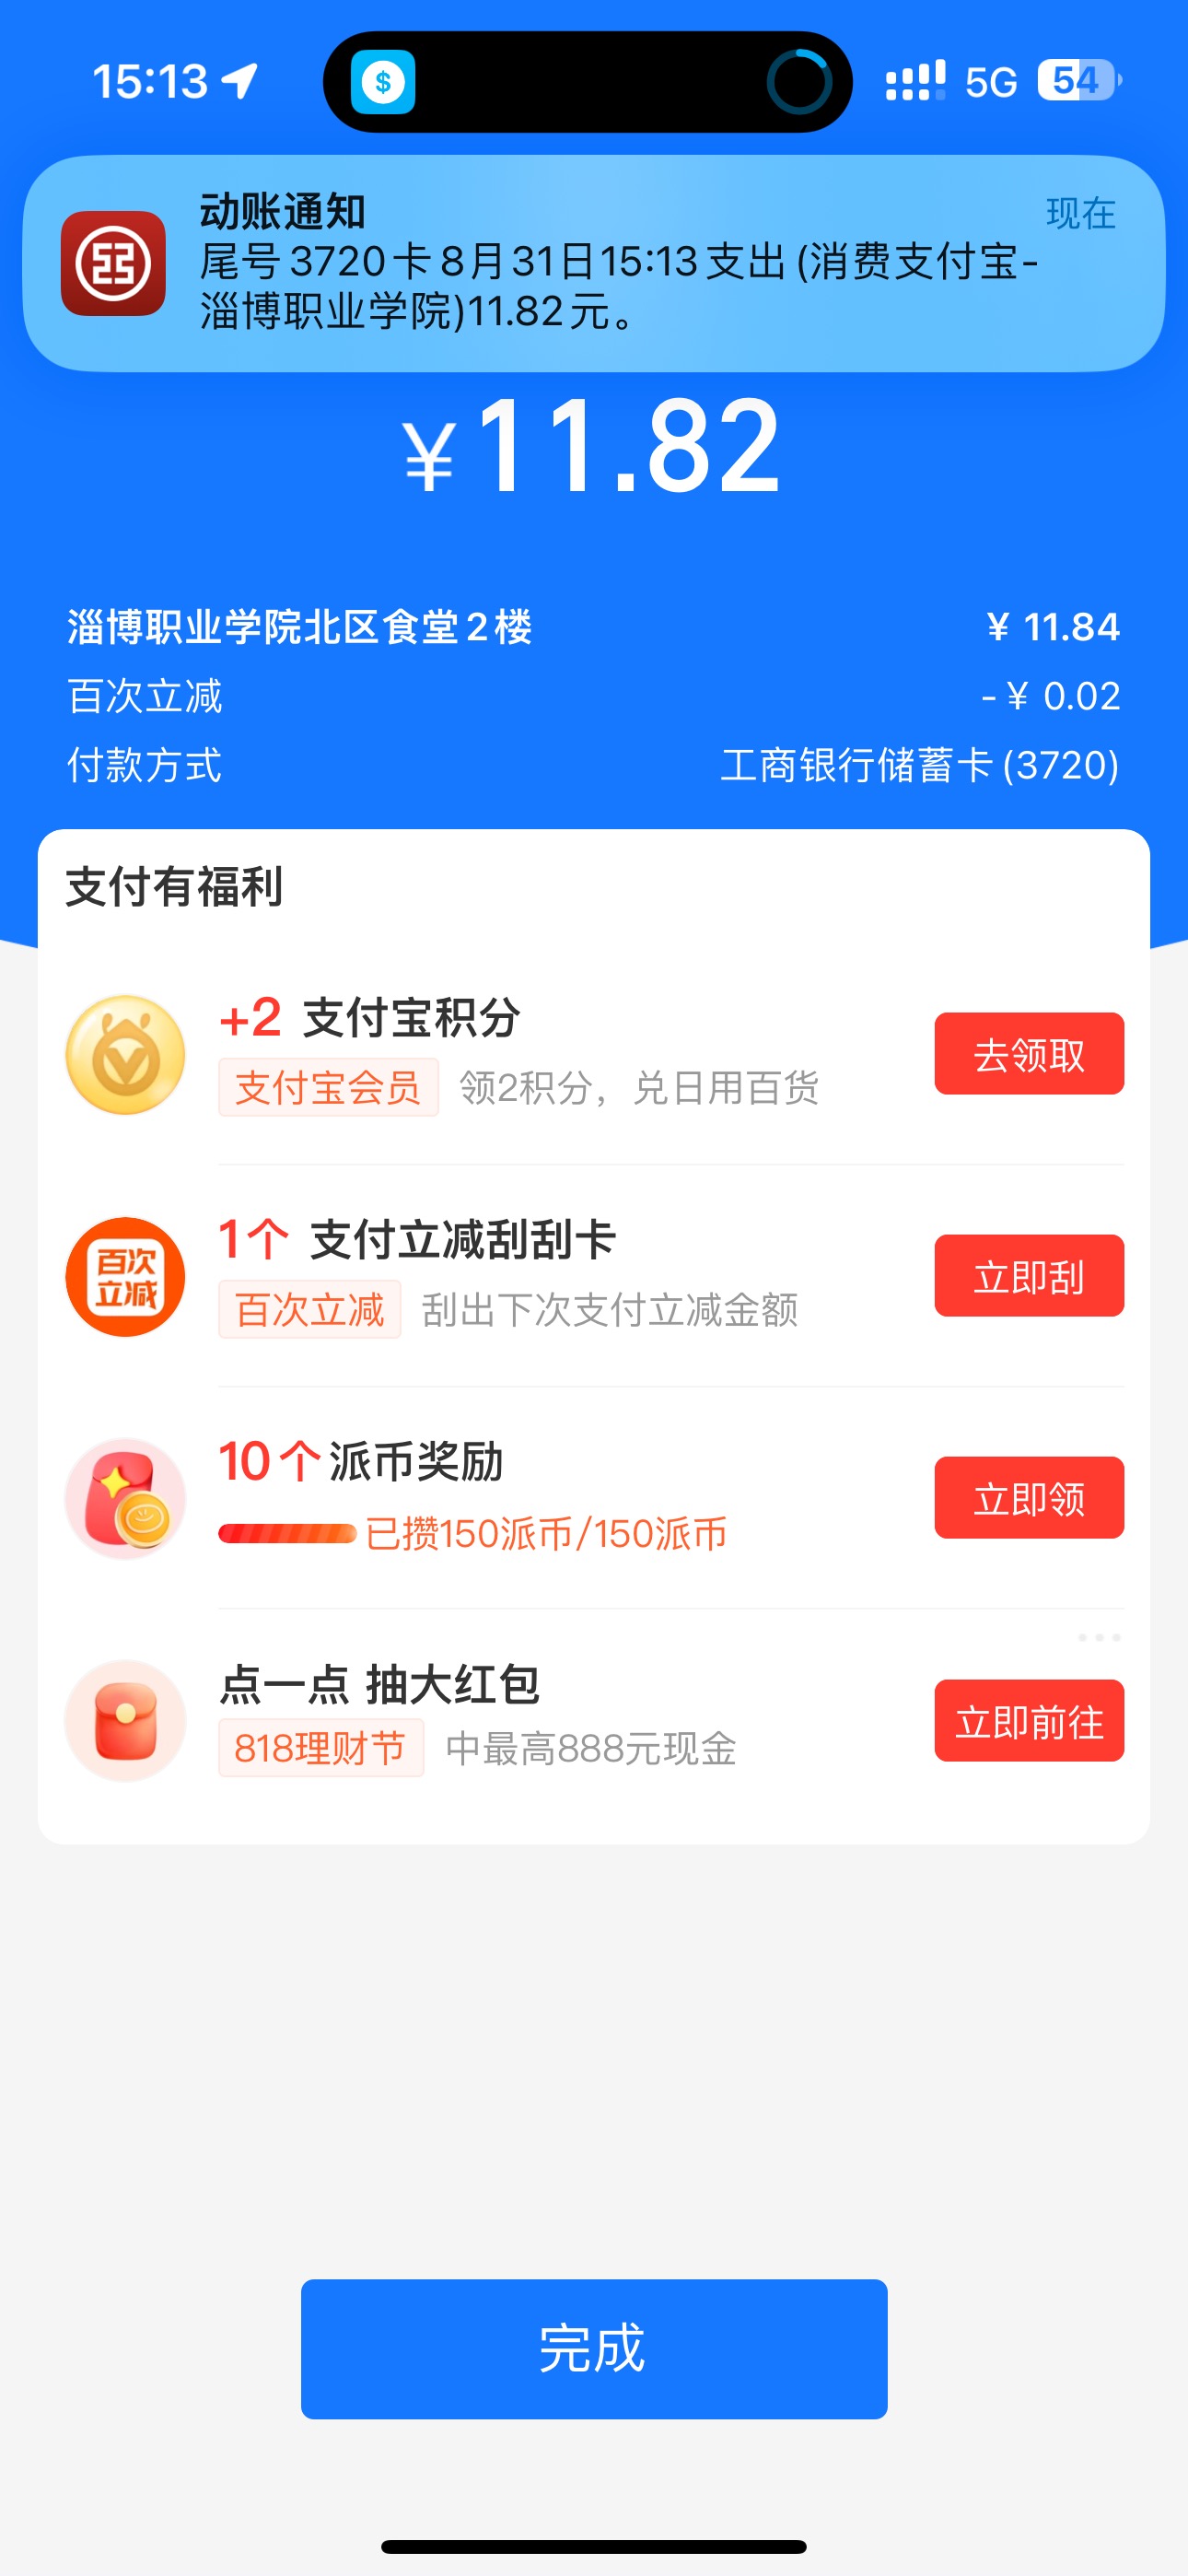 15:13
5G
54
动账通知
现在
尾号3720卡8月31日15:13支出(消费支付宝-
淄博职业学院)11.82元。
¥11.82
淄博职业学院北区食堂2楼
¥ 11.84
百次立减
-¥ 0.02
付款方式
工商银行储蓄卡(3720)
支付有福利
+2 支付宝积分
支付宝会员 领2积分，兑日用百货
去领取
百次
立减
1个 支付立减刮刮卡
百次立减 刮出下次支付立减金额
立即刮
10个派币奖励
已攒150派币/150派币
立即领
点一点 抽大红包
818理财节 中最高888元现金
立即前往
完成